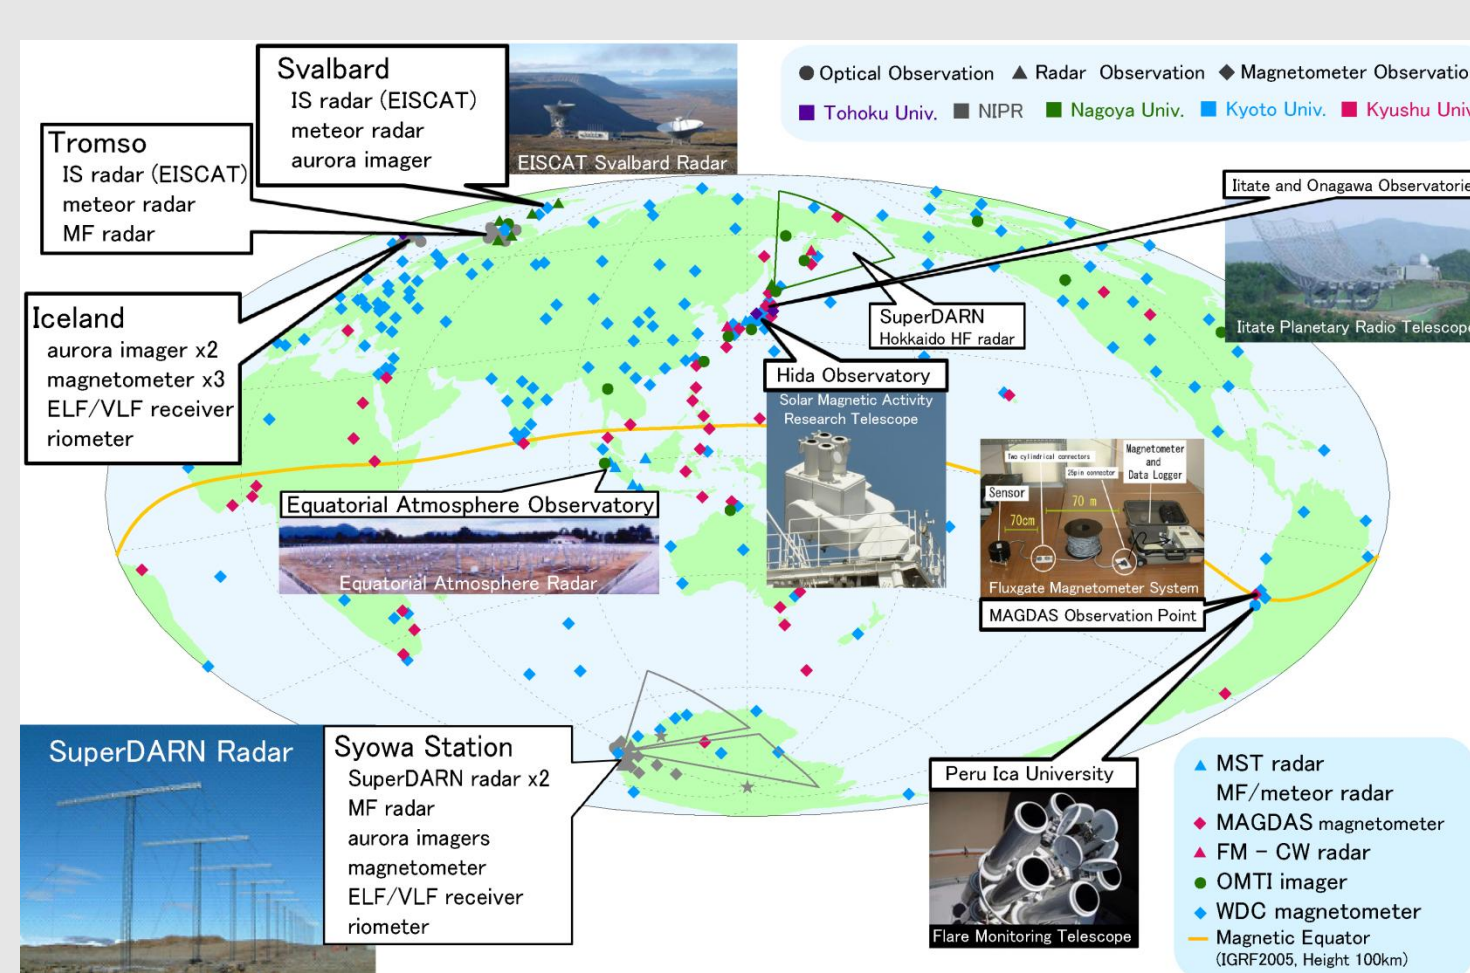 Svalbard
IS radar (EISCAT)
meteor radar
aurora imager
EISCAT Svalbard Radar
Optical Observation
Radar Observation
Magnetometer Observatio
Tohoku Univ.
NIPR
Nagoya Univ.
Kyoto Univ.
Kyushu Univ
Tromso
IS radar (EISCAT)
meteor radar
MF radar
Iitate and Onagawa Observatorie
Iitate Planetary Radio Telescope
Iceland
aurora imager x2
magnetometer x3
ELF/VLF receiver
riometer
SuperDARN
Hokkaido HF radar
Hida Observatory
Solar Magnetic Activity
Research Telescope
Two cylindrical connectors
25pin connector
Magnetometer
and
Data Logger
Sensor
70 m
70cm
Fluxgate Magnetometer System
MAGDAS Observation Point
Equatorial Atmosphere Observatory
Equatorial Atmosphere Radar
SuperDARN Radar
Syowa Station
SuperDARN radar x2
MF radar
aurora imagers
magnetometer
ELF/VLF receiver
riometer
Peru Ica University
Flare Monitoring Telescope
MST radar
MF/meteor radar
MAGDAS magnetometer
FM - CW radar
OMTI imager
WDC magnetometer
Magnetic Equator
(IGRF2005, Height 100km)